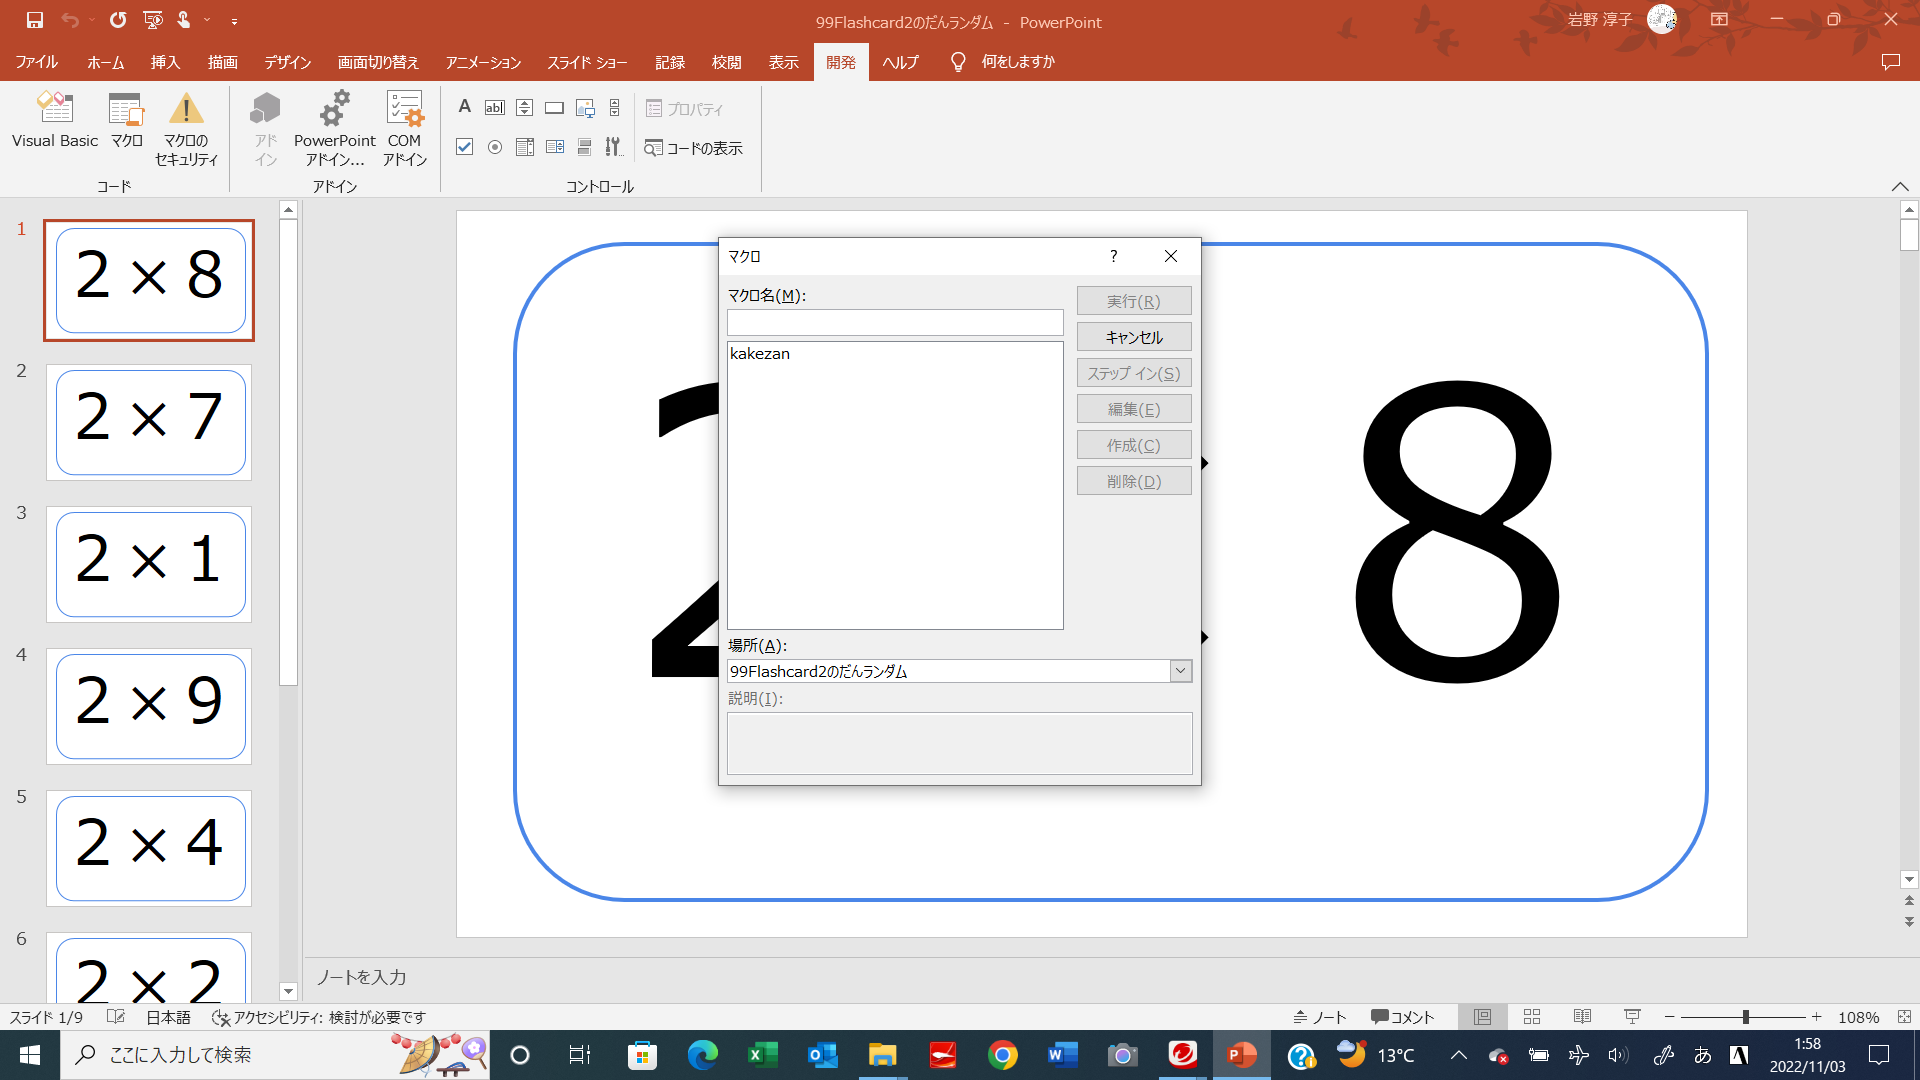 99Flashcard2のだんランダム - PowerPoint
岩野 淳子
ファイル ホーム 挿入 描画 デザイン 画面切り替え アニメーション スライド ショー 記録 校閲 表示 開発 ヘルプ 何をしますか
Visual Basic
マクロ
マクロの
セキュリティ
アド
イン
PowerPoint
アドイン...
COM
アドイン
A
abl
プロパティ
コードの表示
コード
アドイン
コントロール
1
2 × 8
2
2 × 7
3
2 × 1
4
2 × 9
5
2 × 4
6
2 × 2
8
マクロ
?
マクロ名(M):
kakezan
実行(R)
キャンセル
ステップ イン(S)
編集(E)
作成(C)
削除(D)
場所(A):
99Flashcard2のだんランダム
説明(I):
ノートを入力
スライド 1/9 日本語 アクセシビリティ: 検討が必要です
ノート コメント 108%
ここに入力して検索
13°C
あ
A
1:58
2022/11/03